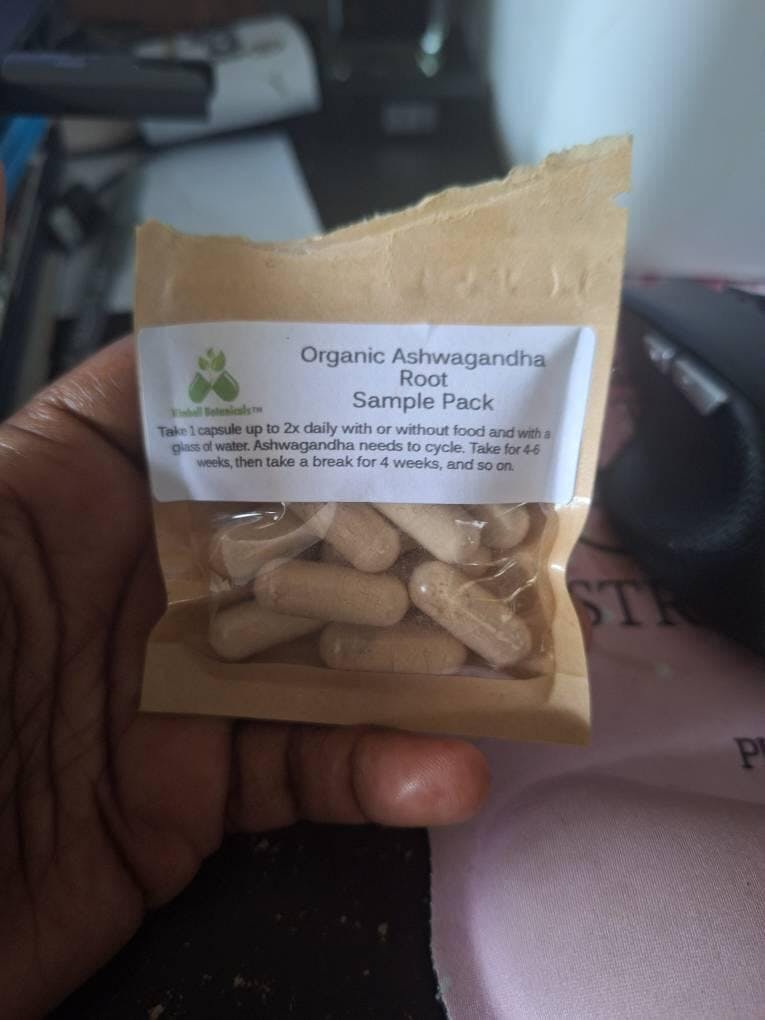 Organic Ashwagandha
Root
Sample Pack
Botanicals™
Take 1 capsule up to 2x daily with or without food and with a
glass of water. Ashwagandha needs to cycle. Take for 4-6
weeks, then take a break for 4 weeks, and so on.
STR